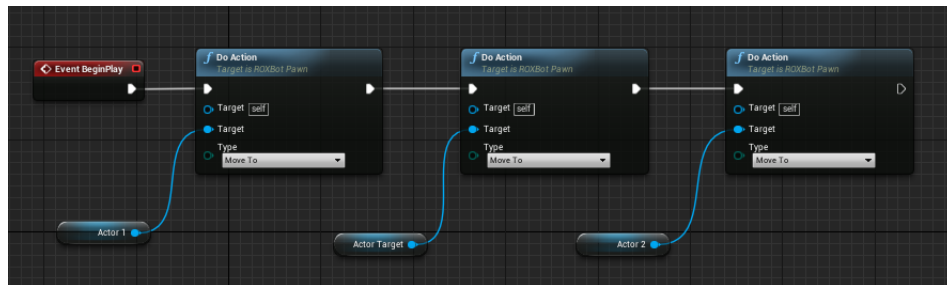 Event BeginPlay
f Do Action
Target is ROXBot Pawn
Target self
Target
Type
Move To
Actor 1
f Do Action
Target is ROXBot Pawn
Target self
Target
Type
Move To
Actor Target
f Do Action
Target is ROXBot Pawn
Target self
Target
Type
Move To
Actor 2